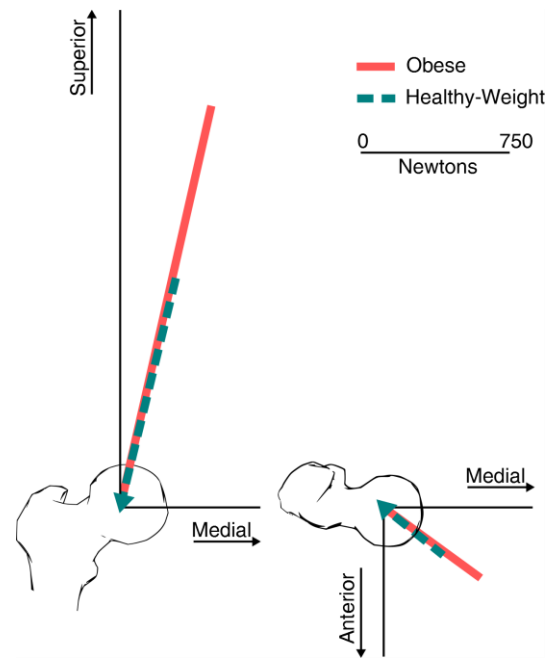 Superior
Obese
Healthy-Weight
0 750
Newtons
Medial
Medial
Anterior